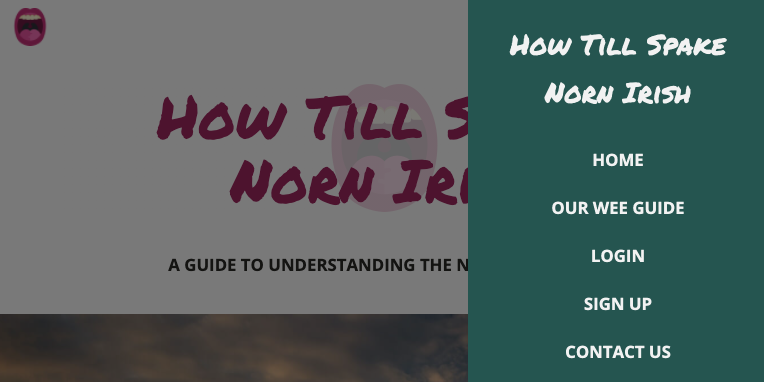 How Till S
Norn Iri
A GUIDE TO UNDERSTANDING THE N
How Till Spake
Norn Irish
HOME
OUR WEE GUIDE
LOGIN
SIGN UP
CONTACT US